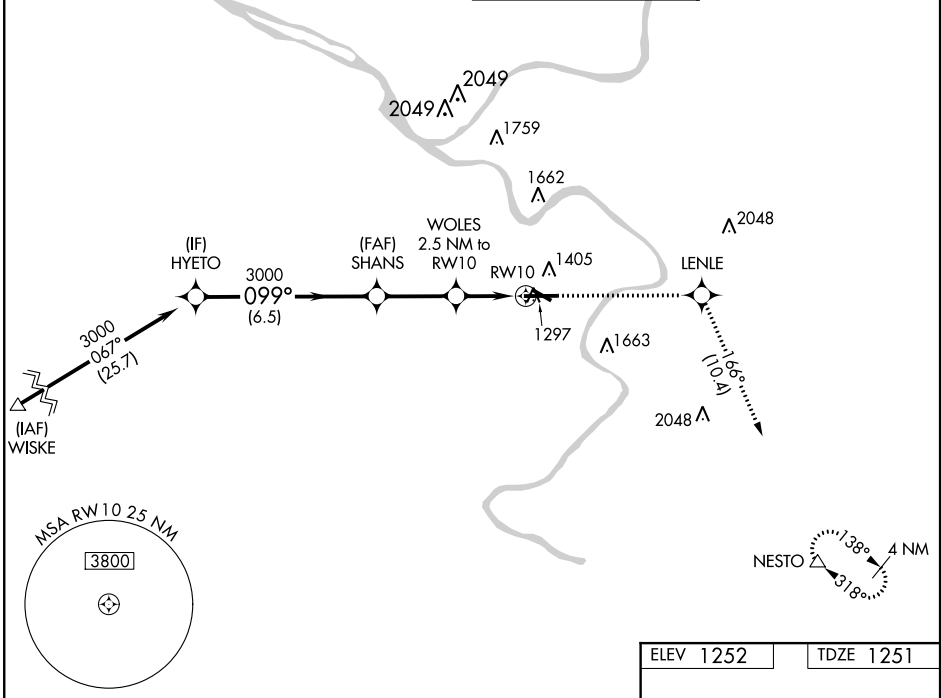 2049
2049
1759
1662
2048
(IF)
HYETO
(FAF)
SHANS
WOLES
2.5 NM to
RW10
RW10
1405
LENLE
3000
099°
(6.5)
3000
067°
(25.7)
1297
1663
166°
(10.4)
2048
(IAF)
WISKE
MSA RW10 25 NM
3800
NESTO
138°
318°
4 NM
ELEV 1252
TDZE 1251